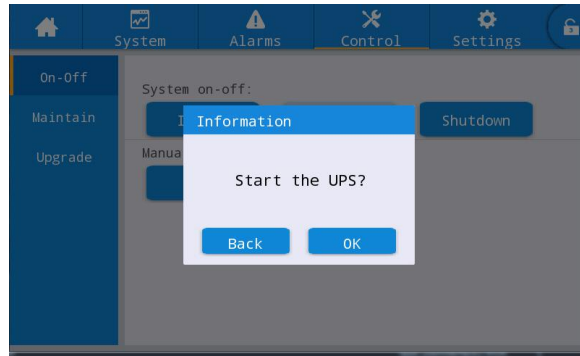 System
Alarms
Control
Settings
On-Off
System on-off:
Maintain
Information
Shutdown
Upgrade
Start the UPS?
Back
OK